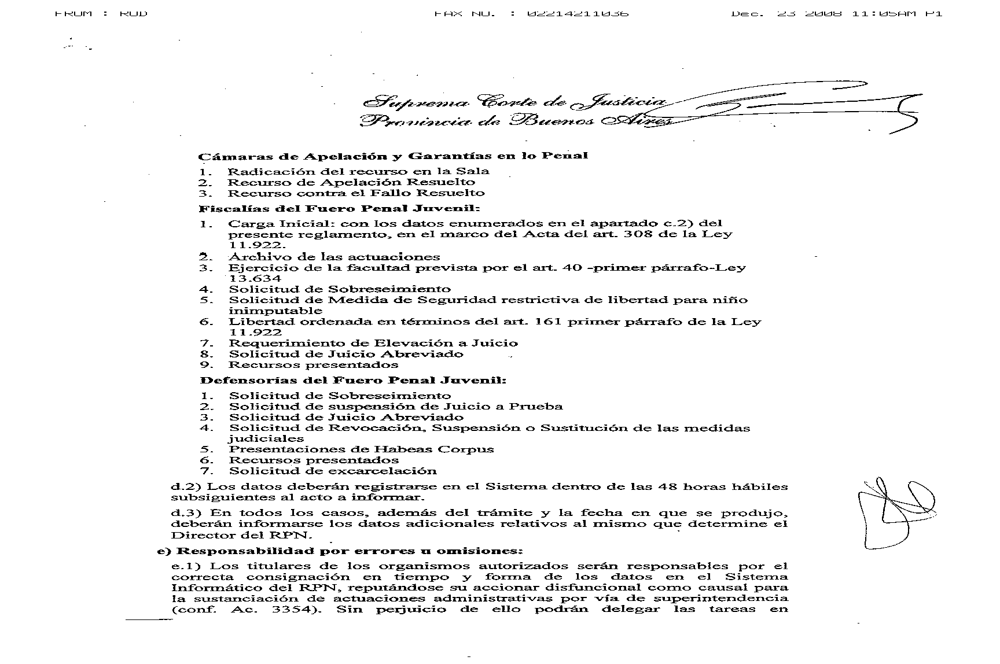 FROM : RUD FAX NO. : 02214211036 Dec. 23 2008 11:05AM P1
Suprema Corte de Justicia
Provincia de Buenos Aires
Cámaras de Apelación y Garantías en lo Penal
1. Radicación del recurso en la Sala
2. Recurso de Apelación Resuelto
3. Recurso contra el Fallo Resuelto
Fiscalías del Fuero Penal Juvenil:
1. Carga Inicial: con los datos enumerados en el apartado c.2) del
presente reglamento, en el marco del Acta del art. 308 de la Ley
11.922.
2. Archivo de las actuaciones
3. Ejercicio de la facultad prevista por el art. 40 -primer párrafo-Ley
13.634
4. Solicitud de Sobreseimiento
5. Solicitud de Medida de Seguridad restrictiva de libertad para niño
inimputable
6. Libertad ordenada en términos del art. 161 primer párrafo de la Ley
11.922
7. Requerimiento de Elevación a Juicio
8. Solicitud de Juicio Abreviado
9. Recursos presentados
Defensorías del Fuero Penal Juvenil:
1. Solicitud de Sobreseimiento
2. Solicitud de suspensión de Juicio a Prueba
3. Solicitud de Juicio Abreviado
4. Solicitud de Revocación, Suspensión o Sustitución de las medidas
judiciales
5. Presentaciones de Habeas Corpus
6. Recursos presentados
7. Solicitud de excarcelación
d.2) Los datos deberán registrarse en el Sistema dentro de las 48 horas hábiles
subsiguientes al acto a informar.
d.3) En todos los casos, además del trámite y la fecha en que se produjo,
deberán informarse los datos adicionales relativos al mismo que determine el
Director del RPN.
e) Responsabilidad por errores u omisiones:
e.1) Los titulares de los organismos autorizados serán responsables por el
correcta consignación en tiempo y forma de los datos en el Sistema
Informático del RPN, reputándose su accionar disfuncional como causal para
la sustanciación de actuaciones administrativas por vía de superintendencia
(conf. Ac. 3354). Sin perjuicio de ello podrán delegar las tareas en